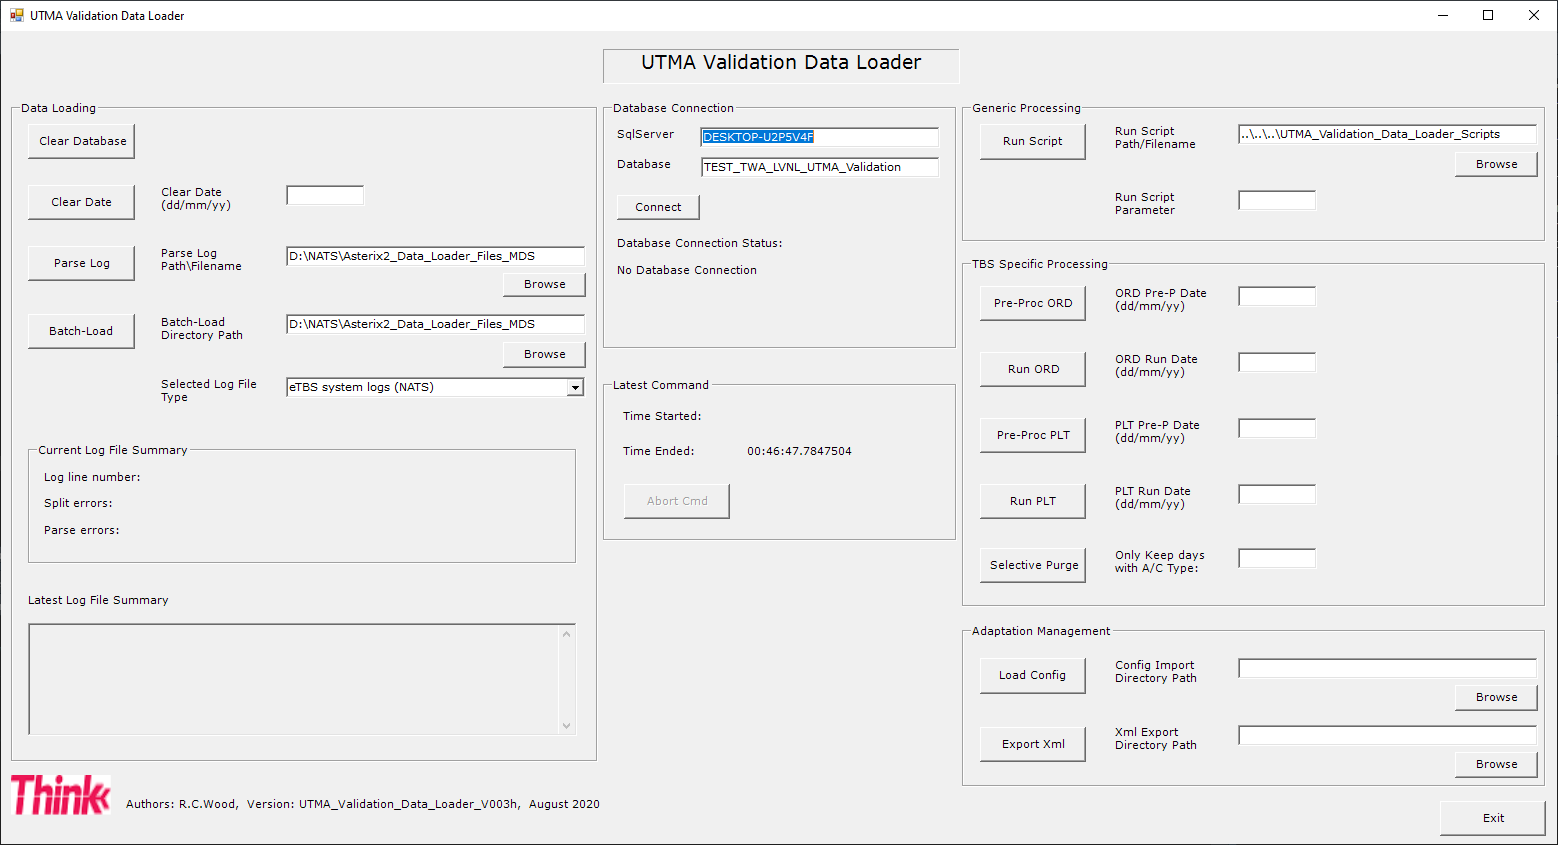 UTMA Validation Data Loader
UTMA Validation Data Loader
Data Loading
Clear Database
Clear Date
Clear Date
(dd/mm/yy)
Parse Log
Parse Log
Path\Filename
D:\NATS\Asterix2_Data_Loader_Files_MDS
Browse
Batch-Load
Batch-Load
Directory Path
D:\NATS\Asterix2_Data_Loader_Files_MDS
Browse
Selected Log File
Type
eTBS system logs (NATS)
Current Log File Summary
Log line number:
Split errors:
Parse errors:
Latest Log File Summary
Database Connection
SqlServer
DESKTOP-U2P5V4F
Database
TEST_TWA_LVNL_UTMA_Validation
Connect
Database Connection Status:
No Database Connection
Latest Command
Time Started:
Time Ended: 00:46:47.7847504
Abort Cmd
Generic Processing
Run Script
Run Script
Path/Filename
..\..\..\UTMA_Validation_Data_Loader_Scripts
Browse
Run Script
Parameter
TBS Specific Processing
Pre-Proc ORD
ORD Pre-P Date
(dd/mm/yy)
Run ORD
ORD Run Date
(dd/mm/yy)
Pre-Proc PLT
PLT Pre-P Date
(dd/mm/yy)
Run PLT
PLT Run Date
(dd/mm/yy)
Selective Purge
Only Keep days
with A/C Type:
Adaptation Management
Load Config
Config Import
Directory Path
Browse
Export Xml
Xml Export
Directory Path
Browse
Think
Authors: R.C.Wood, Version: UTMA_Validation_Data_Loader_V003h, August 2020
Exit